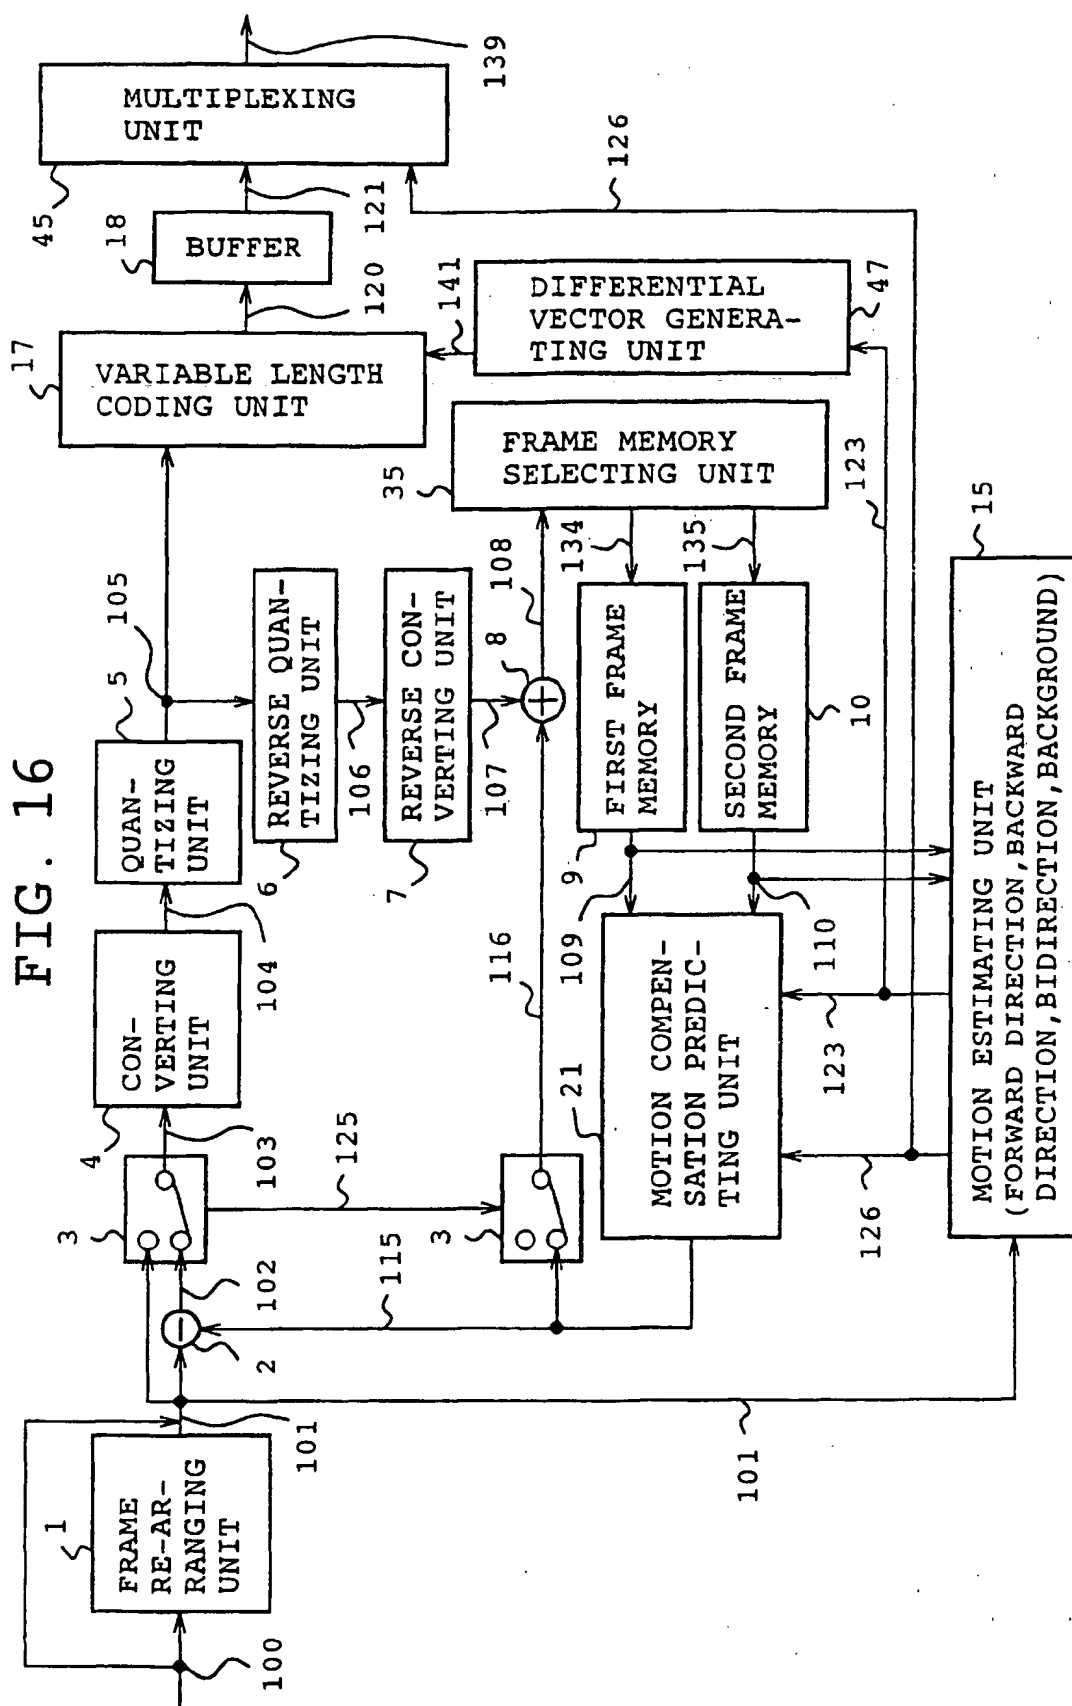 FIG. 16
1
FRAME
RE-AR-
RANGING
UNIT
100
101
101
2
102
3
103
125
3
115
4
CON-
VERTING
UNIT
104
5
QUAN-
TIZING
UNIT
105
6
REVERSE QUAN-
TIZING UNIT
106
7
REVERSE CON-
VERTING UNIT
107
8
108
116
17
VARIABLE LENGTH
CODING UNIT
120
18
BUFFER
121
45
MULTIPLEXING
UNIT
139
126
141
DIFFERENTIAL
VECTOR GENERA-
TING UNIT
47
35
FRAME MEMORY
SELECTING UNIT
134
135
9
FIRST FRAME
MEMORY
SECOND FRAME
MEMORY
10
109
110
21
MOTION COMPEN-
SATION PREDIC-
TING UNIT
123
123
126
15
MOTION ESTIMATING UNIT
(FORWARD DIRECTION,BACKWARD
DIRECTION,BIDIRECTION,BACKGROUND)